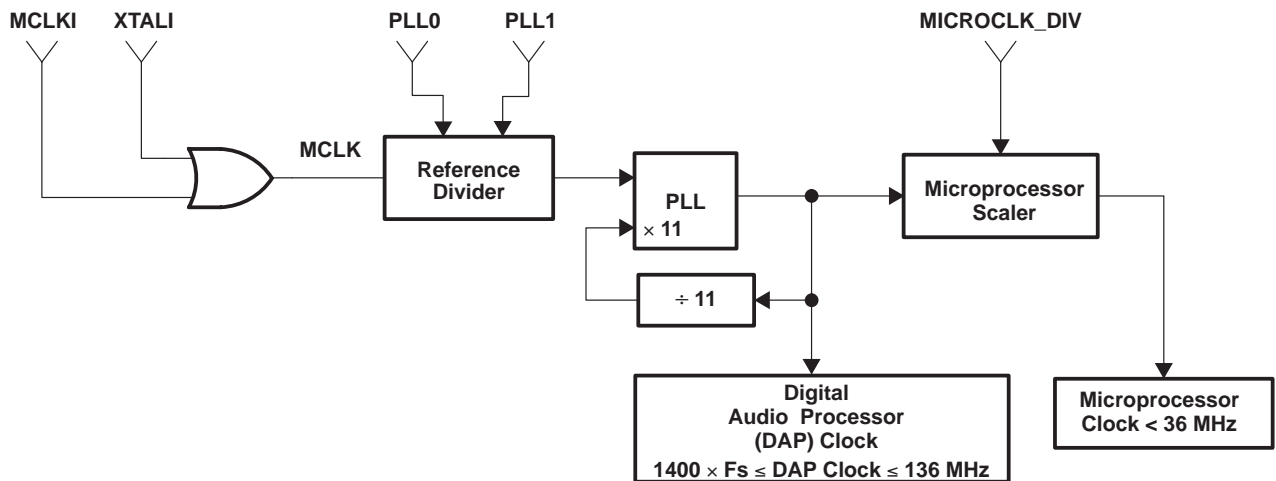 MCLKI
XTALI
PLL0
PLL1
MICROCLK_DIV
MCLK
Reference
Divider
PLL
× 11
Microprocessor
Scaler
÷ 11
Digital
Audio Processor
(DAP) Clock
1400 × Fs ≤ DAP Clock ≤ 136 MHz
Microprocessor
Clock < 36 MHz